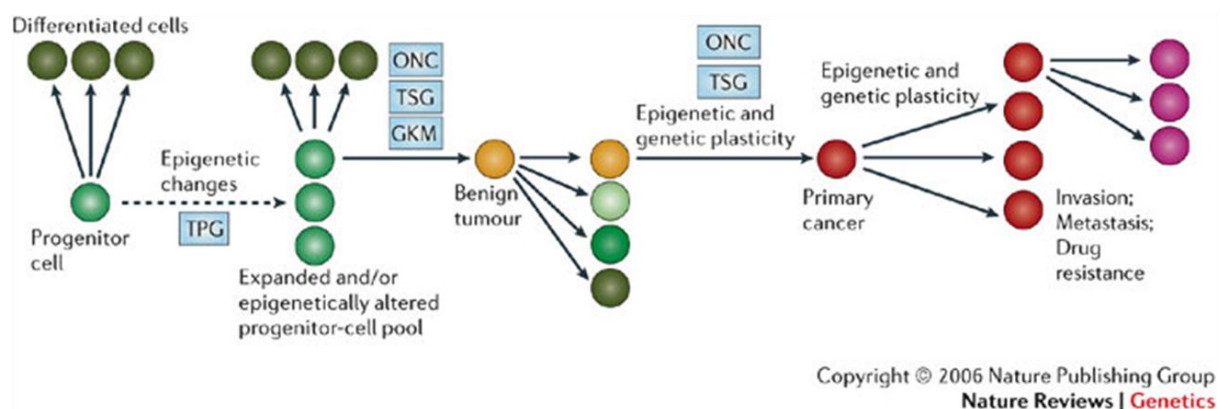 Differentiated cells
Progenitor
cell
Epigenetic
changes
TPG
Expanded and/or
epigenetically altered
progenitor-cell pool
ONC
TSG
GKM
Benign
tumour
ONC
TSG
Epigenetic and
genetic plasticity
Primary
cancer
Epigenetic and
genetic plasticity
Invasion;
Metastasis;
Drug
resistance
Copyright © 2006 Nature Publishing Group
Nature Reviews | Genetics